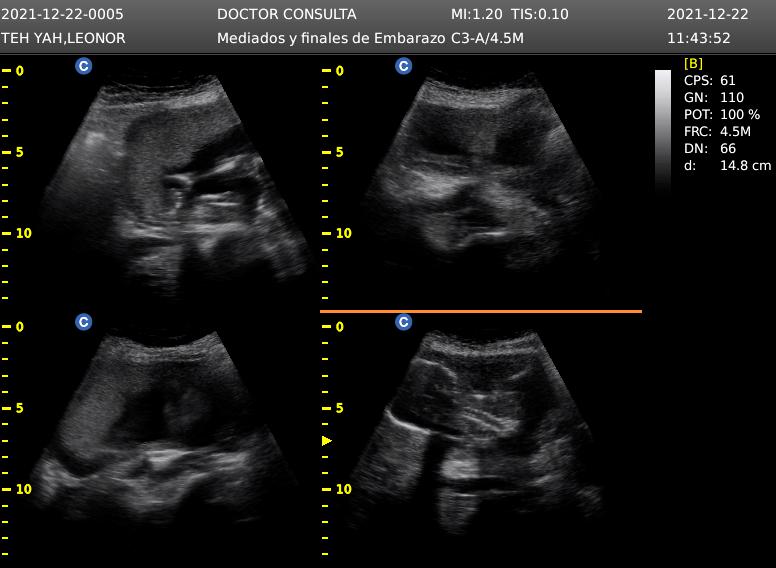 2021-12-22-0005 DOCTOR CONSULTA MI:1.20 TIS:0.10 2021-12-22
TEH YAH,LEONOR Mediados y finales de Embarazo C3-A/4.5M 11:43:52
C
0
5
10
C
0
5
10
[B]
CPS: 61
GN: 110
POT: 100 %
FRC: 4.5M
DN: 66
d: 14.8 cm
C
0
5
10
C
0
5
10